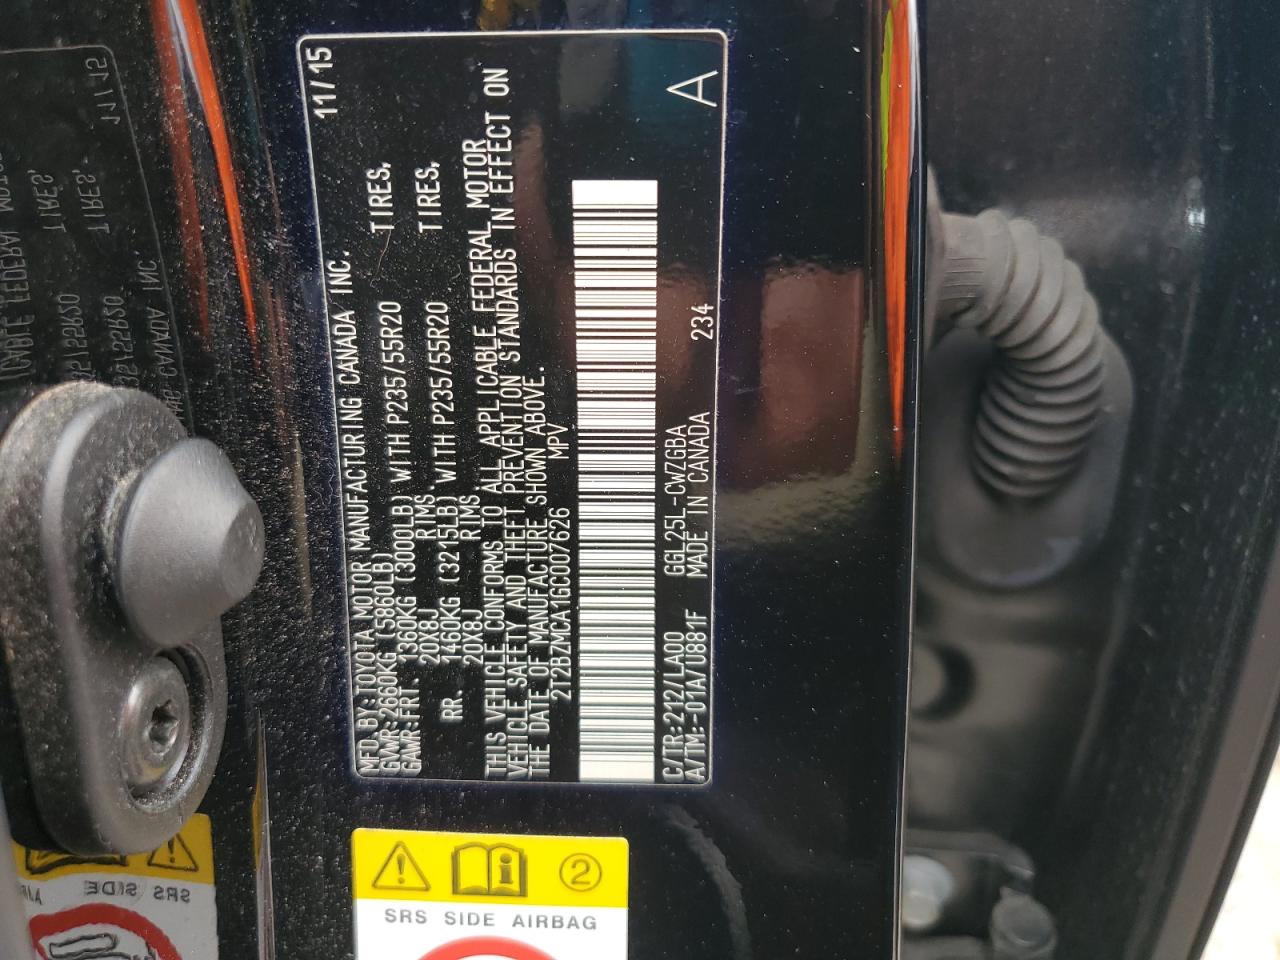 MFD.BY:TOYOTA MOTOR MANUFACTURING CANADA INC. 11/15
GVWR:2660KG (5860LB)
GAWR:FRT. 1360KG (3000LB) WITH P235/55R20 TIRES,
20X8J RIMS,
RR. 1460KG (3215LB) WITH P235/55R20 TIRES,
20X8J RIMS
THIS VEHICLE CONFORMS TO ALL APPLICABLE FEDERAL MOTOR
VEHICLE SAFETY AND THEFT PREVENTION STANDARDS IN EFFECT ON
THE DATE OF MANUFACTURE SHOWN ABOVE.
2T2BZMCA1GC007626 MPV
C/TR:212/LA00 GGL25L-CWZGBA 234 A
A/TM:-01A/U881F MADE IN CANADA
2
SRS SIDE AIRBAG